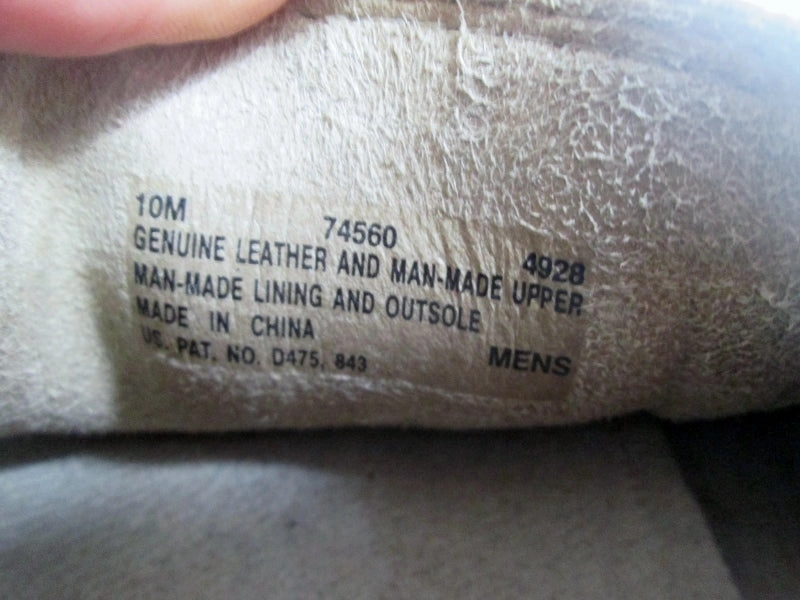 10M 74560 4928
GENUINE LEATHER AND MAN-MADE UPPER
MAN-MADE LINING AND OUTSOLE
MADE IN CHINA
US. PAT. NO. D475, 843 MENS